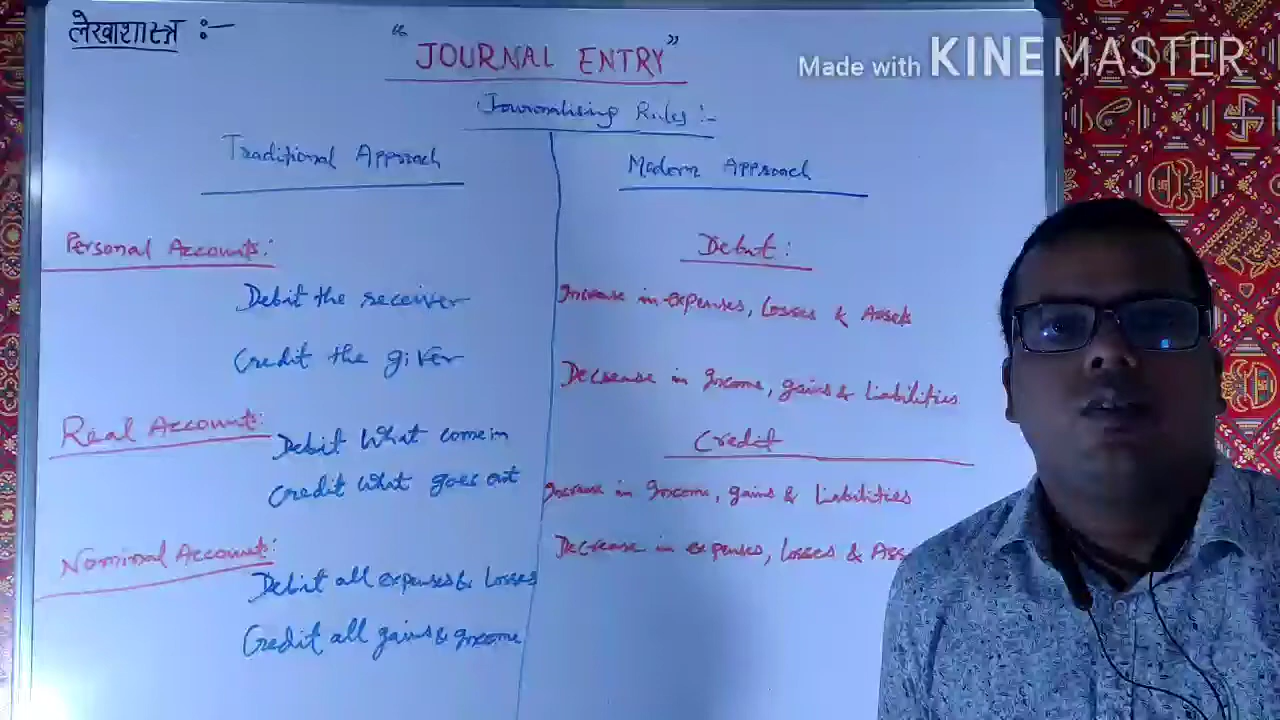 लेखाशास्त्र :-
"JOURNAL ENTRY"
Made with KINEMASTER
Journalising Rules :-
Traditional Approach
Personal Accounts:
Debit the receiver
Credit the giver
Real Account:
Debit What come in
Credit What goes out
Nominal Account:
Debit all expenses & Losses
Credit all gains & Income
Modern Approach
Debit:
Increase in expenses, Losses & Assets
Decrease in Income, gains & Liabilities
Credit
Increase in Income, gains & Liabilities
Decrease in expenses, Losses & Ass